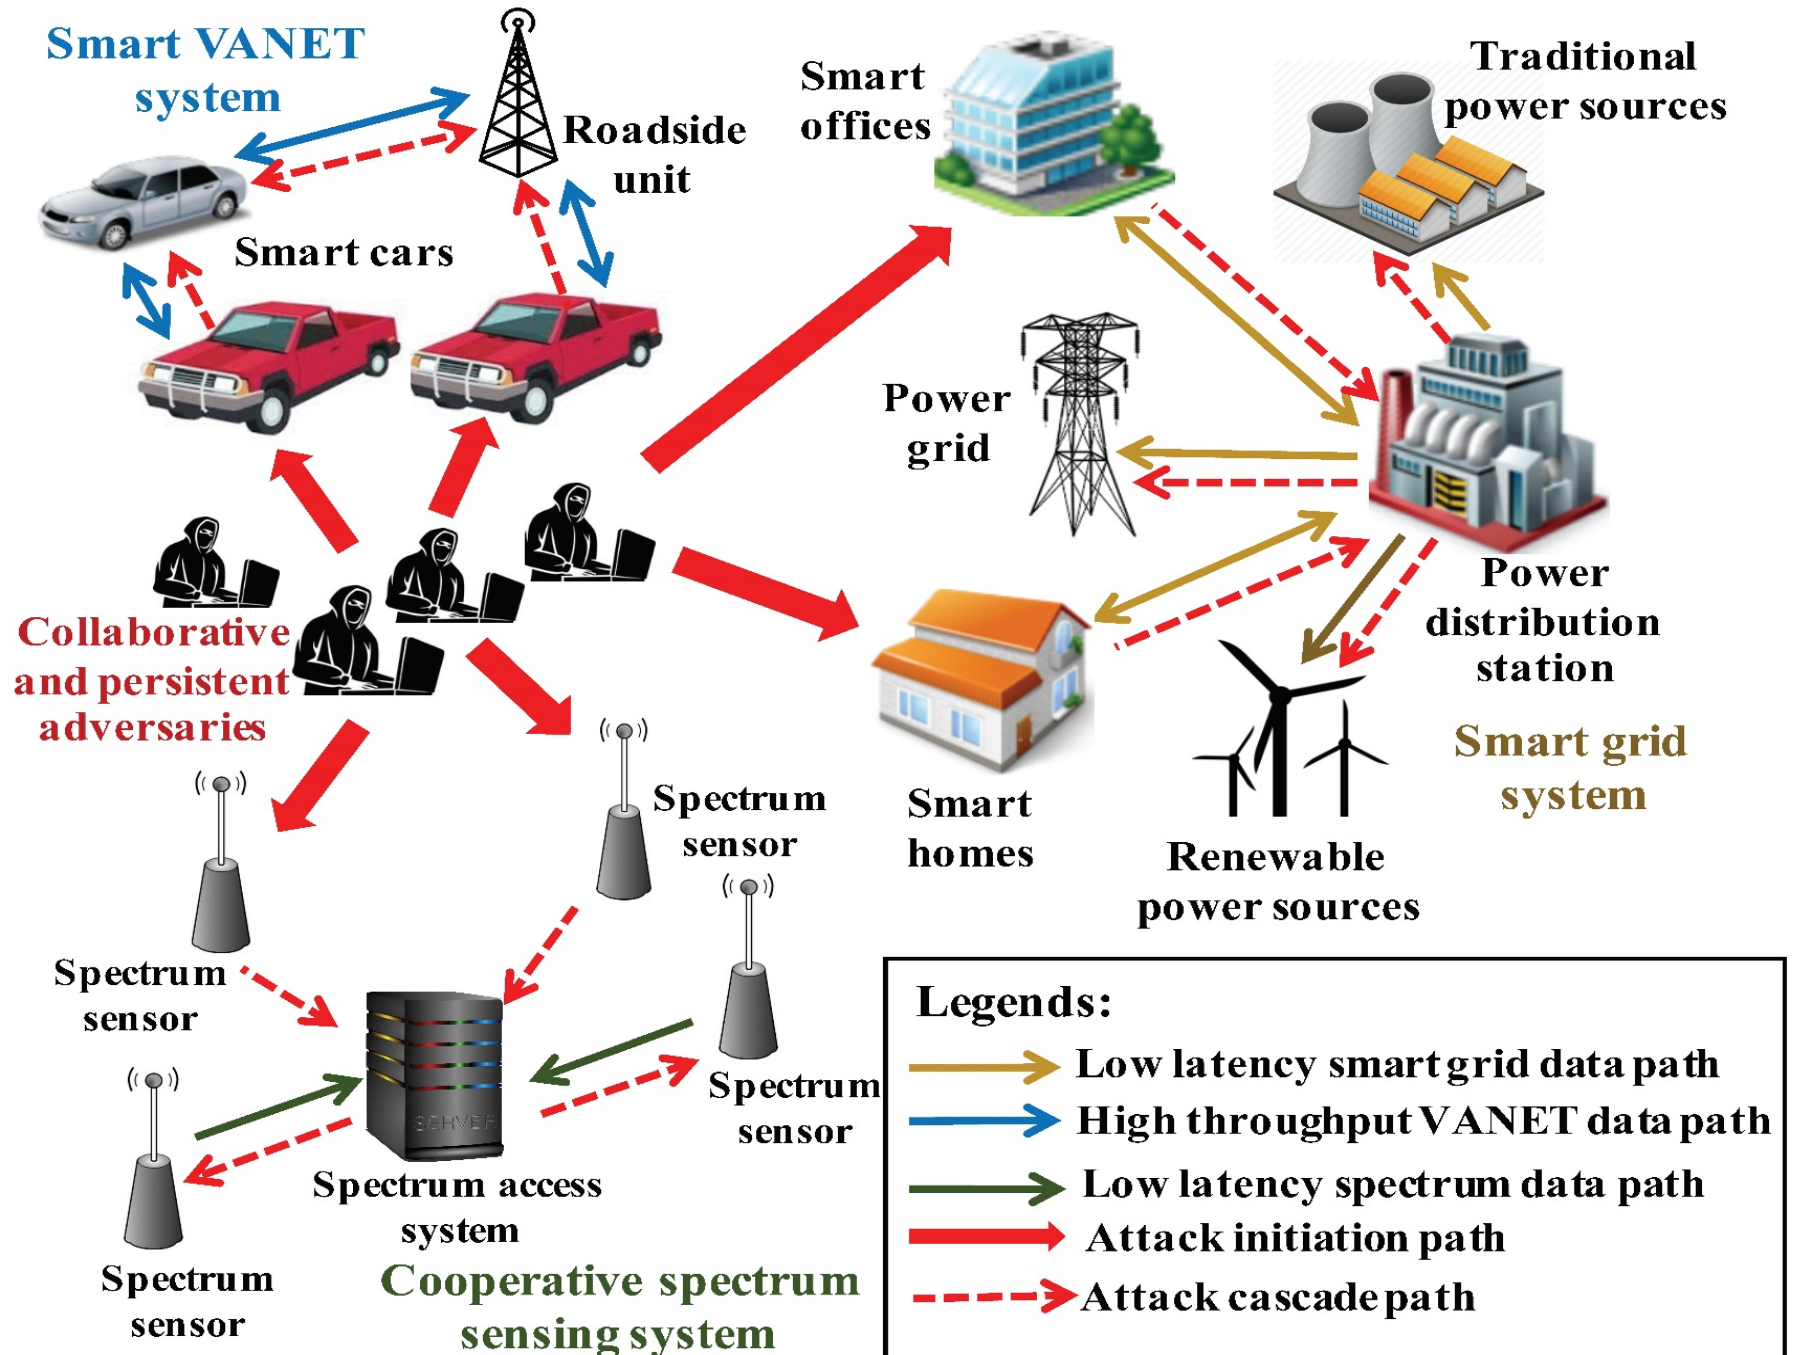 Smart VANET
system
Roadside
unit
Smart cars
Smart
offices
Traditional
power sources
Power
grid
Power
distribution
station
Smart grid
system
Collaborative
and persistent
adversaries
Smart
homes
Renewable
power sources
Spectrum
sensor
Spectrum
sensor
Spectrum
sensor
SERVER
Spectrum access
system
Spectrum
sensor
Cooperative spectrum
sensing system
Legends:
Low latency smart grid data path
High throughput VANET data path
Low latency spectrum data path
Attack initiation path
Attack cascade path